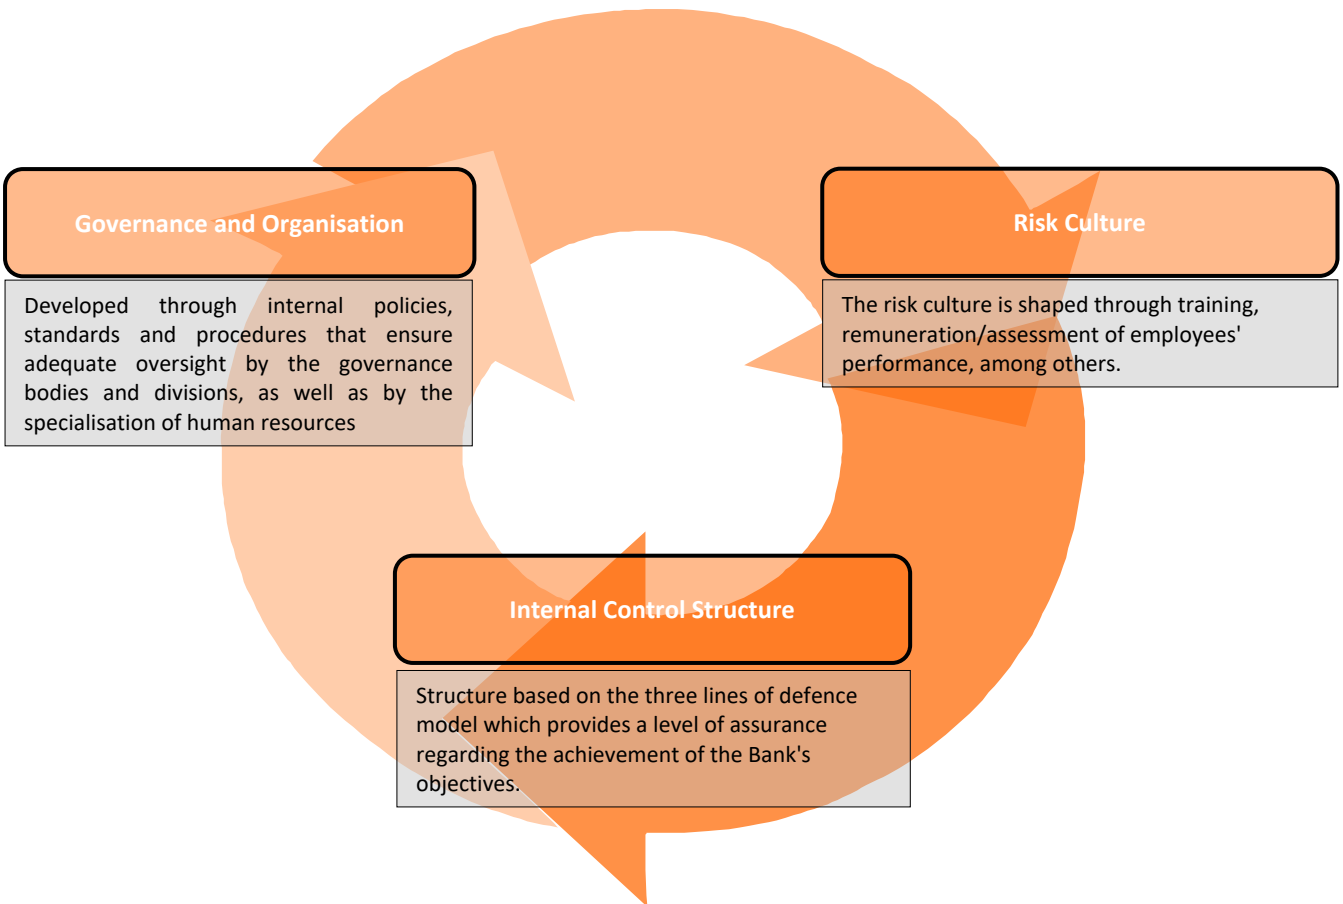 Governance and Organisation
Developed through internal policies,
standards and procedures that ensure
adequate oversight by the governance
bodies and divisions, as well as by the
specialisation of human resources
Risk Culture
The risk culture is shaped through training,
remuneration/assessment of employees'
performance, among others.
Internal Control Structure
Structure based on the three lines of defence
model which provides a level of assurance
regarding the achievement of the Bank's
objectives.